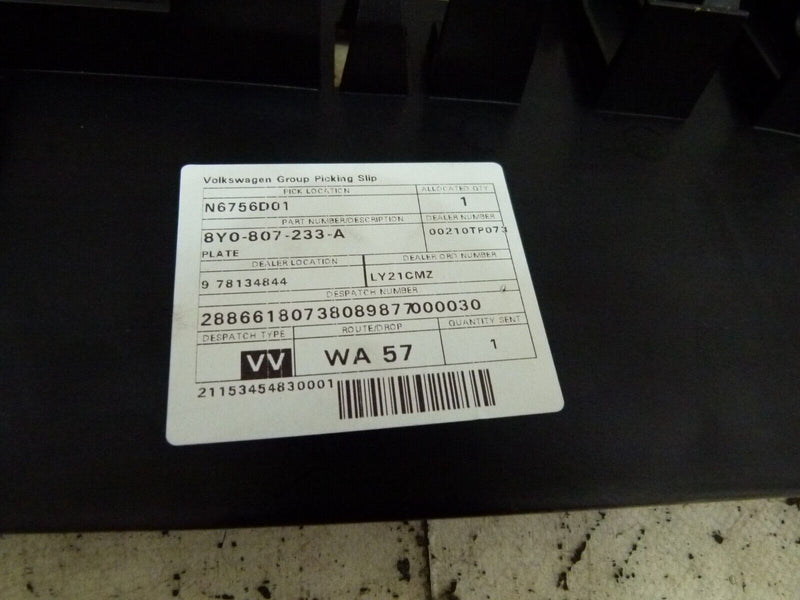 Volkswagen Group Picking Slip
PICK LOCATION ALLOCATED QTY
N6756D01 1
PART NUMBER/DESCRIPTION DEALER NUMBER
8Y0-807-233-A 00210TP073
PLATE
DEALER LOCATION DEALER ORD NUMBER
9 78134844 LY21CMZ
DESPATCH NUMBER
28866180738089877000030
DESPATCH TYPE ROUTE/DROP QUANTITY SENT
VV WA 57 1
21153454830001